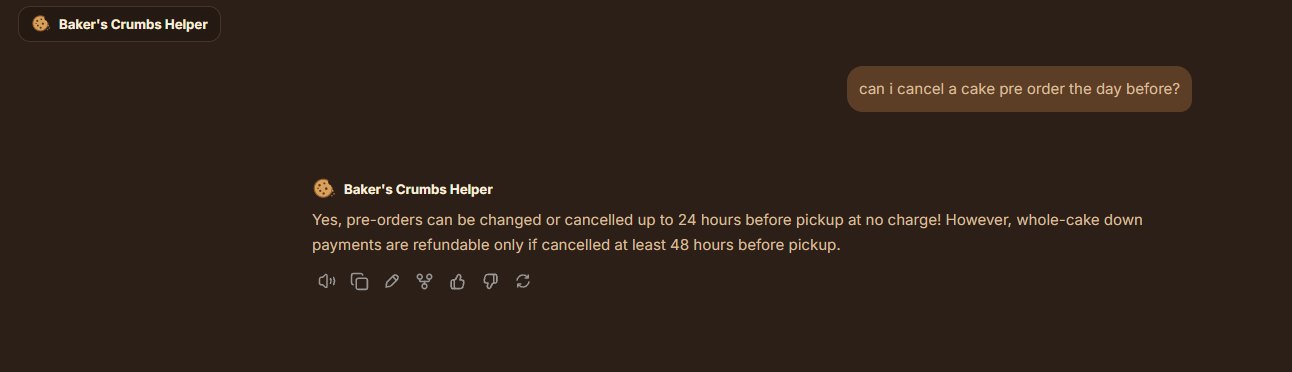 Baker's Crumbs Helper
can i cancel a cake pre order the day before?
Baker's Crumbs Helper
Yes, pre-orders can be changed or cancelled up to 24 hours before pickup at no charge! However, whole-cake down
payments are refundable only if cancelled at least 48 hours before pickup.